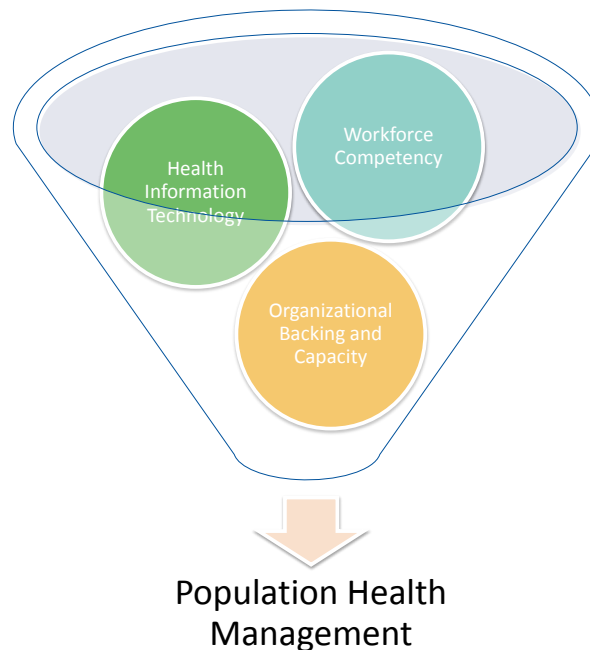 Workforce
Competency
Health
Information
Technology
Organizational
Backing and
Capacity
Population Health
Management